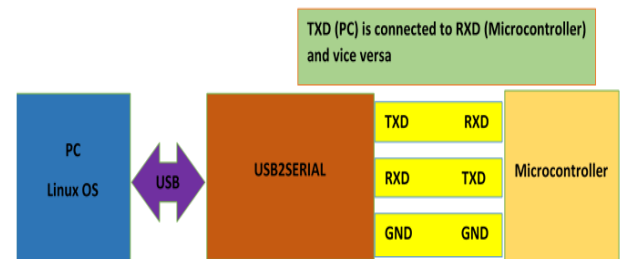 TXD (PC) is connected to RXD (Microcontroller)
and vice versa
PC
Linux OS
USB
USB2SERIAL
TXD RXD
RXD TXD
GND GND
Microcontroller